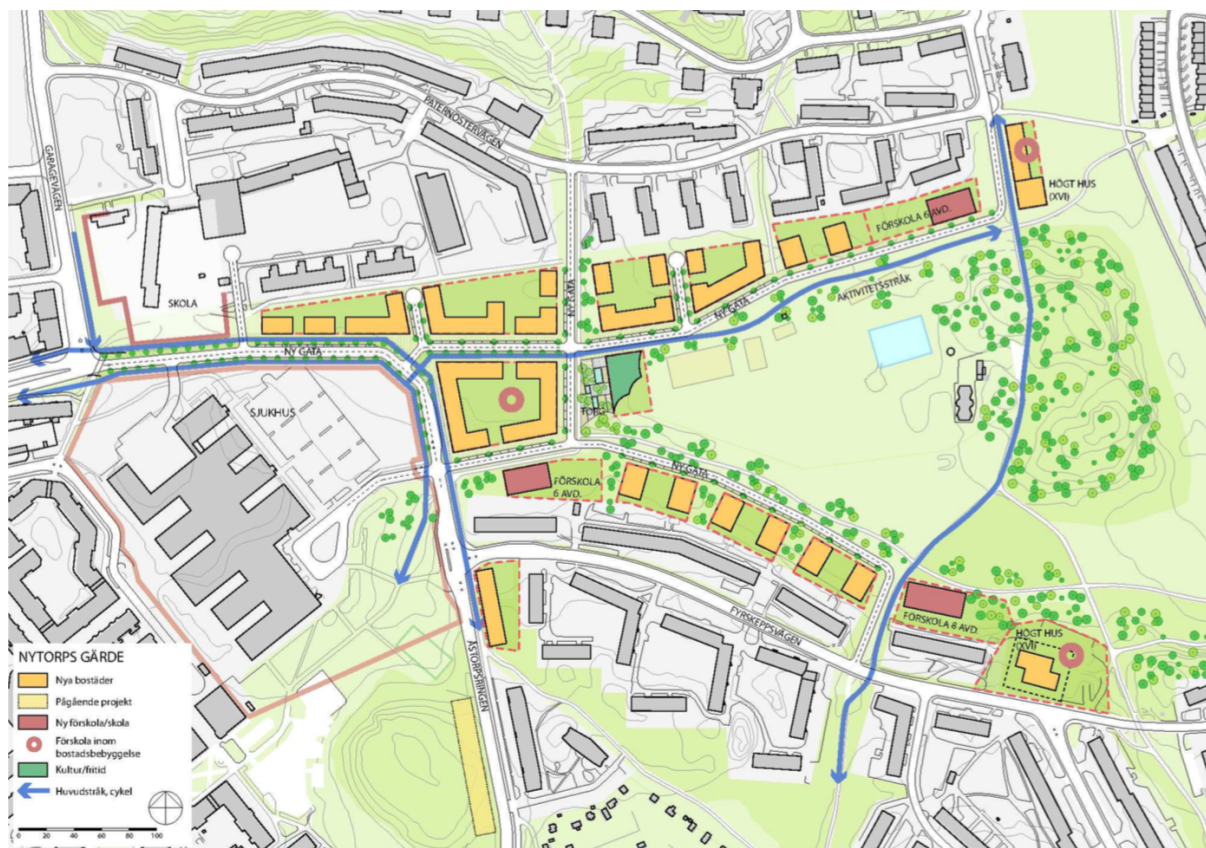 PATERNOSTERVÄGEN
GARAGEVÄGEN
HÖGT HUS
(XVI)
FÖRSKOLA 6 AVD.
SKOLA
NY GATA
AKTIVITETSSTRÅK
NY GATA
NY GATA
TORG
SJUKHUS
NY GATA
FÖRSKOLA
6 AVD.
FYRSKEPPSVÄGEN
FÖRSKOLA 6 AVD.
HÖGT HUS
(XVI)
ÅSTORPSRINGEN
NYTORPS GÄRDE
Nya bostäder
Pågående projekt
Ny förskola/skola
Förskola inom
bostadsbebyggelse
Kultur/fritid
Huvudstråk, cykel
0 20 40 60 80 100